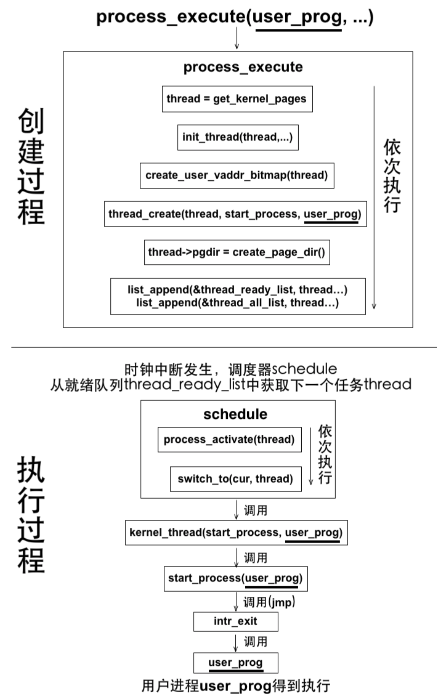 process_execute(user_prog, ...)
process_execute
thread = get_kernel_pages
init_thread(thread,...)
create_user_vaddr_bitmap(thread)
thread_create(thread, start_process, user_prog)
thread->pgdir = create_page_dir()
list_append(&thread_ready_list, thread...)
list_append(&thread_all_list, thread...)
依次执行
创建过程
时钟中断发生，调度器schedule
从就绪队列thread_ready_list中获取下一个任务thread
schedule
process_activate(thread)
switch_to(cur, thread)
依次执行
执行过程
调用
kernel_thread(start_process, user_prog)
调用
start_process(user_prog)
调用(jmp)
intr_exit
调用
user_prog
用户进程user_prog得到执行